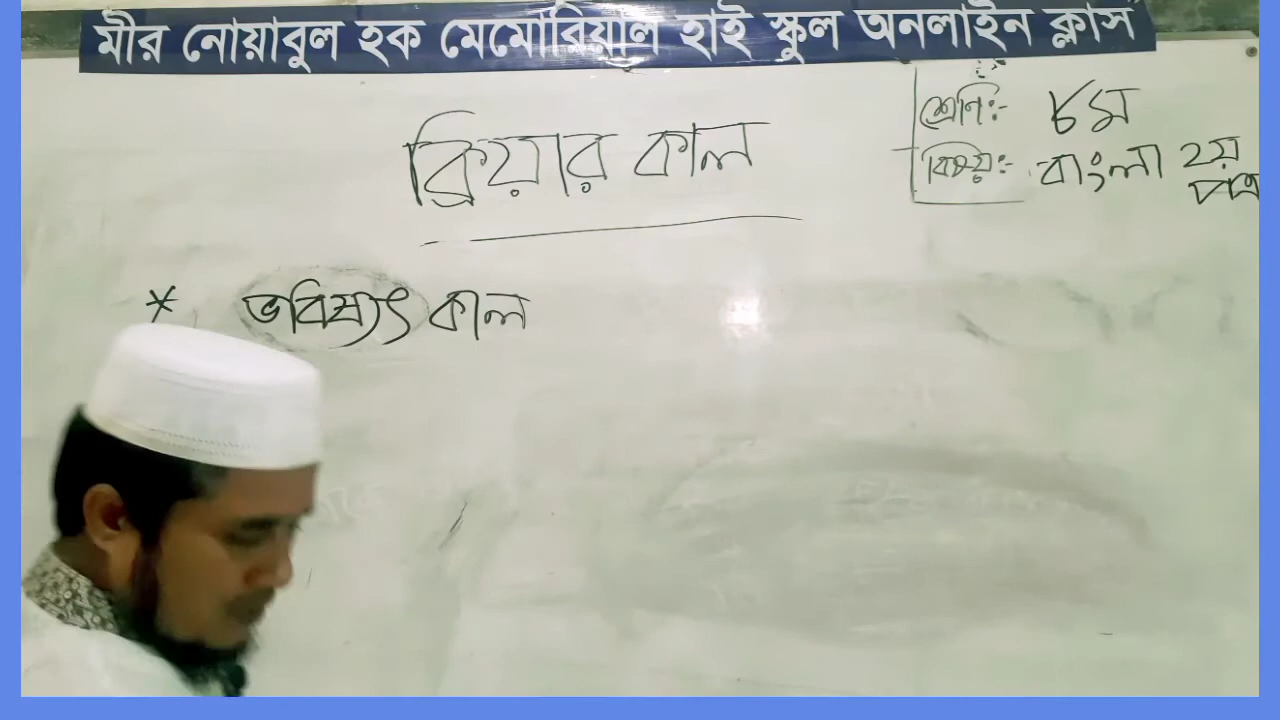 মীর নোয়াবুল হক মেমোরিয়াল হাই স্কুল অনলাইন ক্লাস
ক্রিয়ার কাল
শ্রেণি:- ৮ম
বিষয়:- বাংলা ২য়
পত্র
* ভবিষ্যৎ কাল